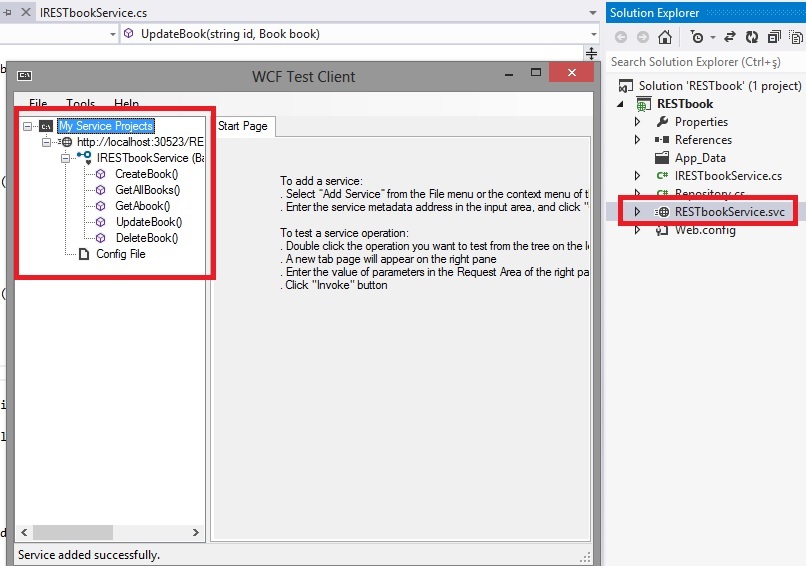 IRESTbookService.cs
UpdateBook(string id, Book book)
WCF Test Client
File Tools Help
My Service Projects
http://localhost:30523/RE
IRESTbookService (Ba
CreateBook()
GetAllBooks()
GetAbook()
UpdateBook()
DeleteBook()
Config File
Start Page
To add a service:
. Select "Add Service" from the File menu or the context menu of t
. Enter the service metadata address in the input area, and click "
To test a service operation:
. Double click the operation you want to test from the tree on the le
. A new tab page will appear on the right pane
. Enter the value of parameters in the Request Area of the right pa
. Click "Invoke" button
Service added successfully.
Solution Explorer
Search Solution Explorer (Ctrl+ş)
Solution 'RESTbook' (1 project)
RESTbook
Properties
References
App_Data
IRESTbookService.cs
Repository.cs
RESTbookService.svc
Web.config